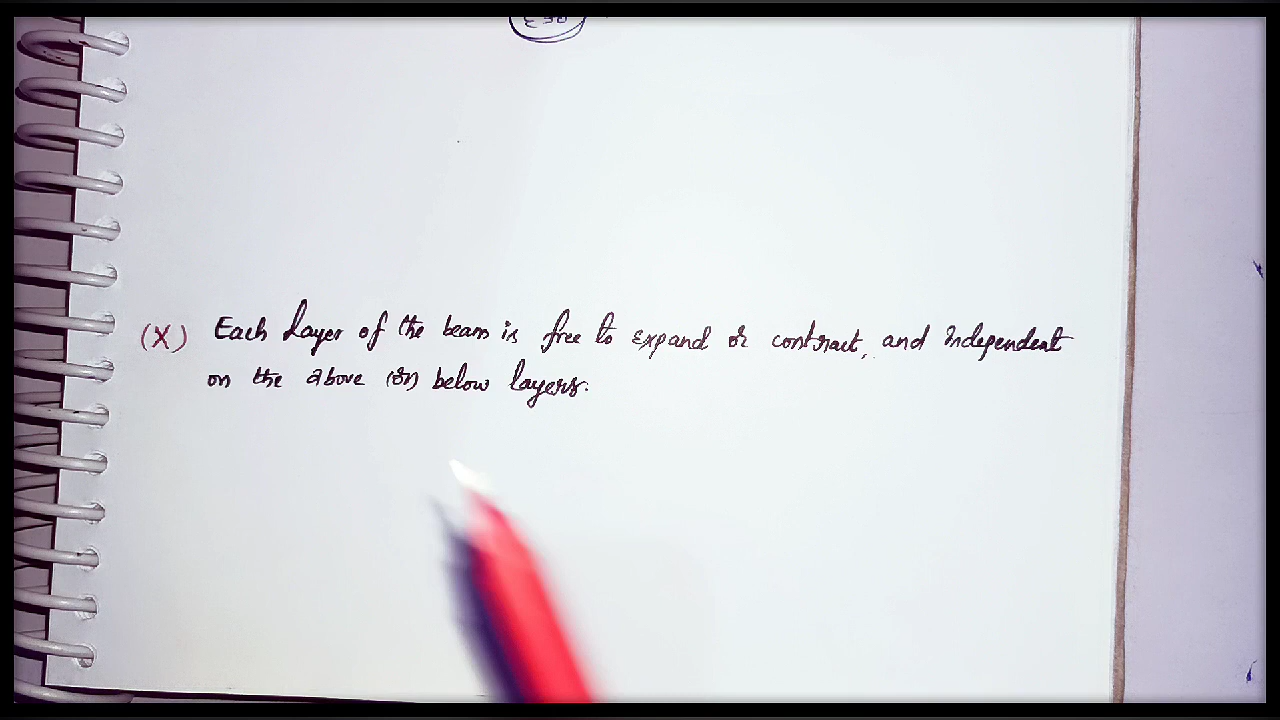 (X) Each Layer of the beam is free to expand or contract, and independent
on the above (or) below layers.